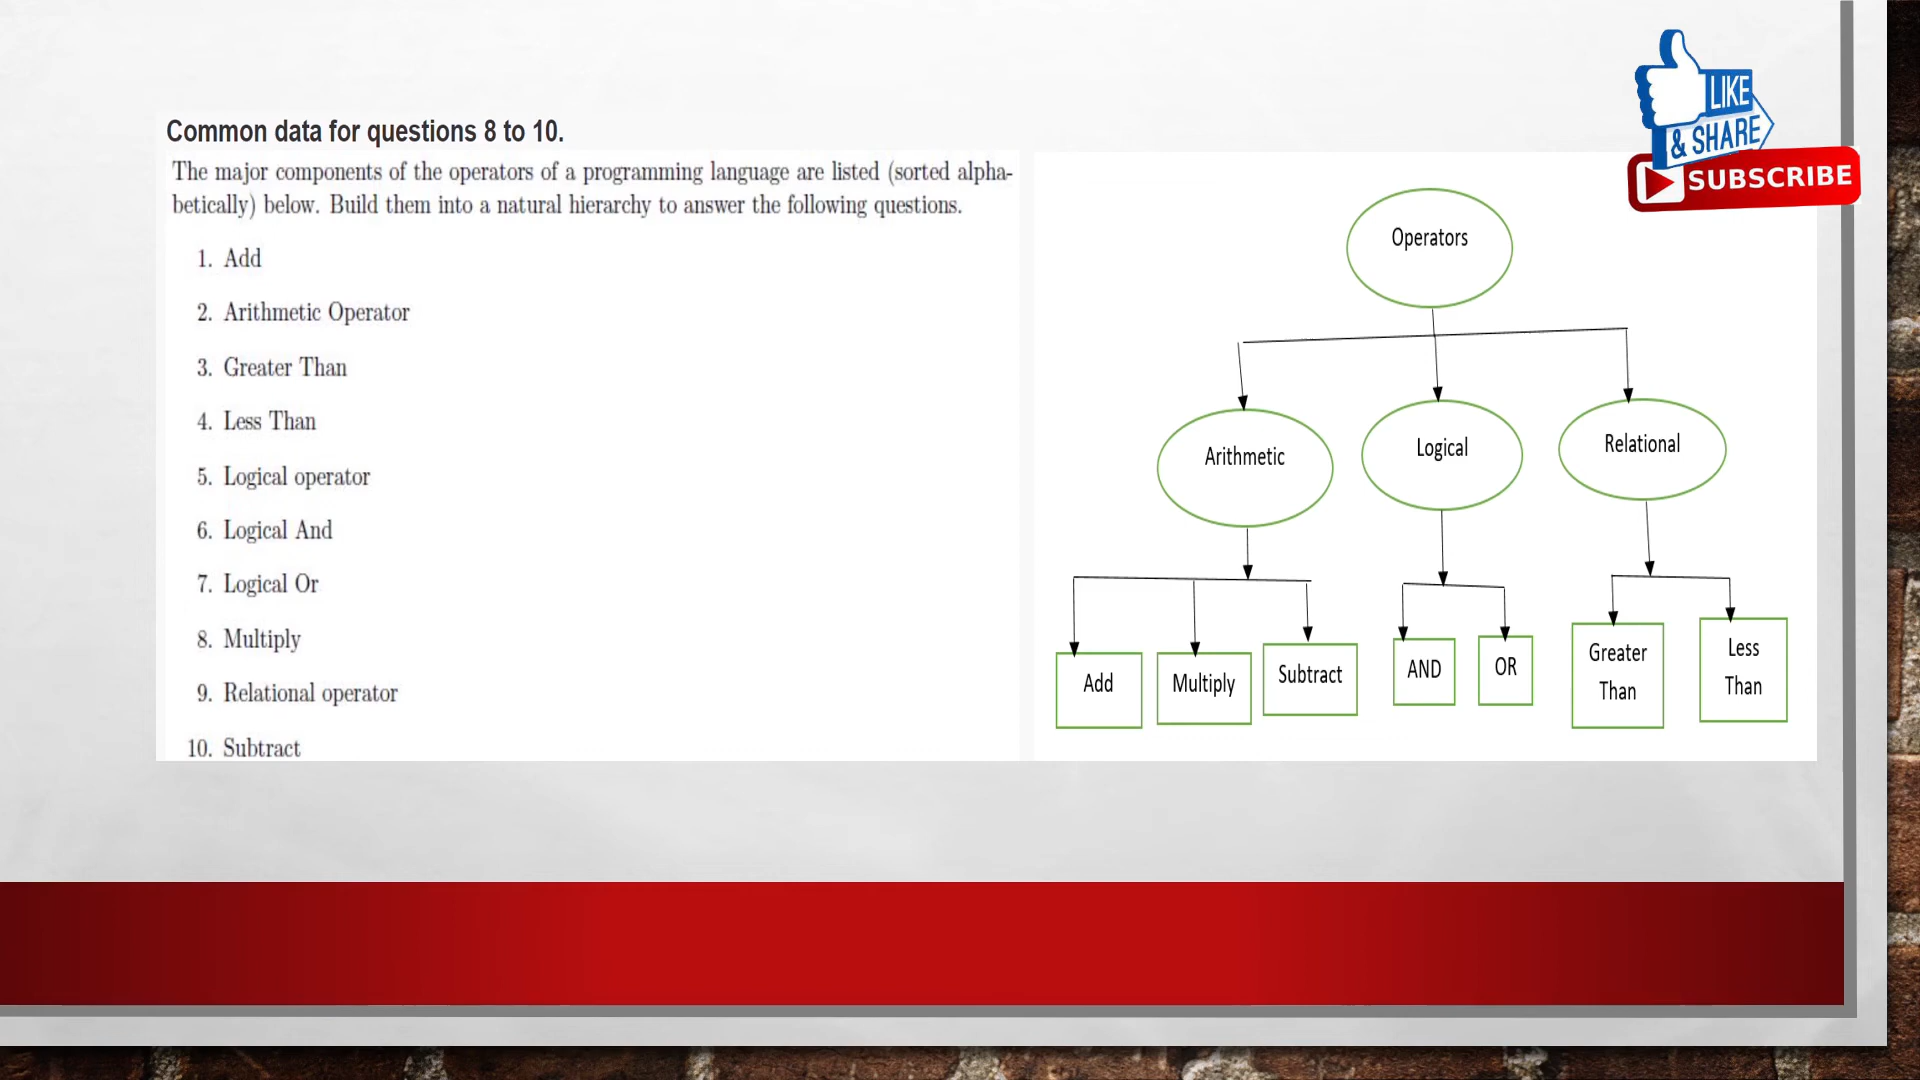 LIKE
& SHARE
SUBSCRIBE
Common data for questions 8 to 10.
The major components of the operators of a programming language are listed (sorted alpha-
betically) below. Build them into a natural hierarchy to answer the following questions.
1. Add
2. Arithmetic Operator
3. Greater Than
4. Less Than
5. Logical operator
6. Logical And
7. Logical Or
8. Multiply
9. Relational operator
10. Subtract
Operators
Arithmetic
Logical
Relational
Add
Multiply
Subtract
AND
OR
Greater
Than
Less
Than